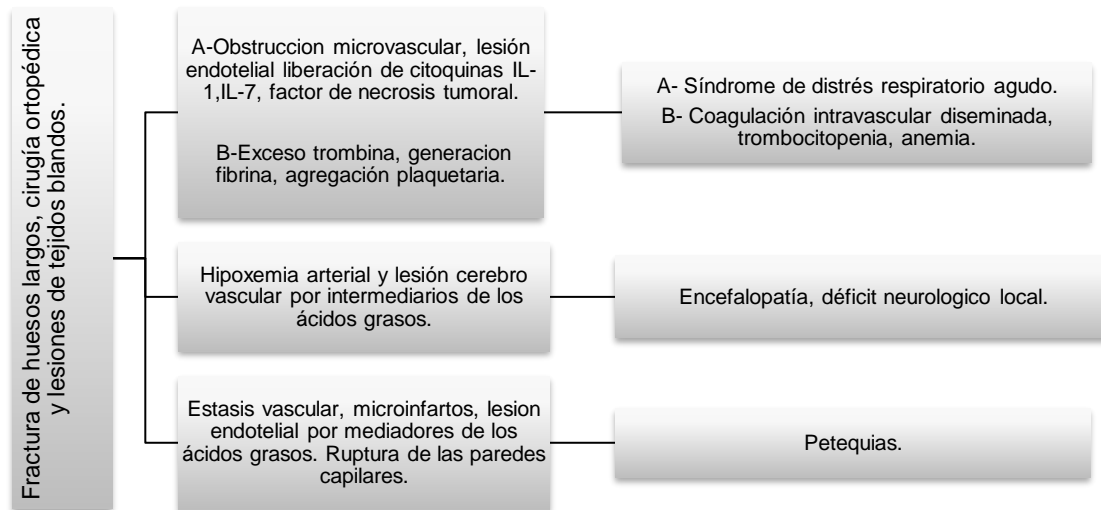 Fractura de huesos largos, cirugía ortopédica
y lesiones de tejidos blandos.
A-Obstruccion microvascular, lesión
endotelial liberación de citoquinas IL-
1,IL-7, factor de necrosis tumoral.
B-Exceso trombina, generacion
fibrina, agregación plaquetaria.
A- Síndrome de distrés respiratorio agudo.
B- Coagulación intravascular diseminada,
trombocitopenia, anemia.
Hipoxemia arterial y lesión cerebro
vascular por intermediarios de los
ácidos grasos.
Encefalopatía, déficit neurologico local.
Estasis vascular, microinfartos, lesion
endotelial por mediadores de los
ácidos grasos. Ruptura de las paredes
capilares.
Petequias.